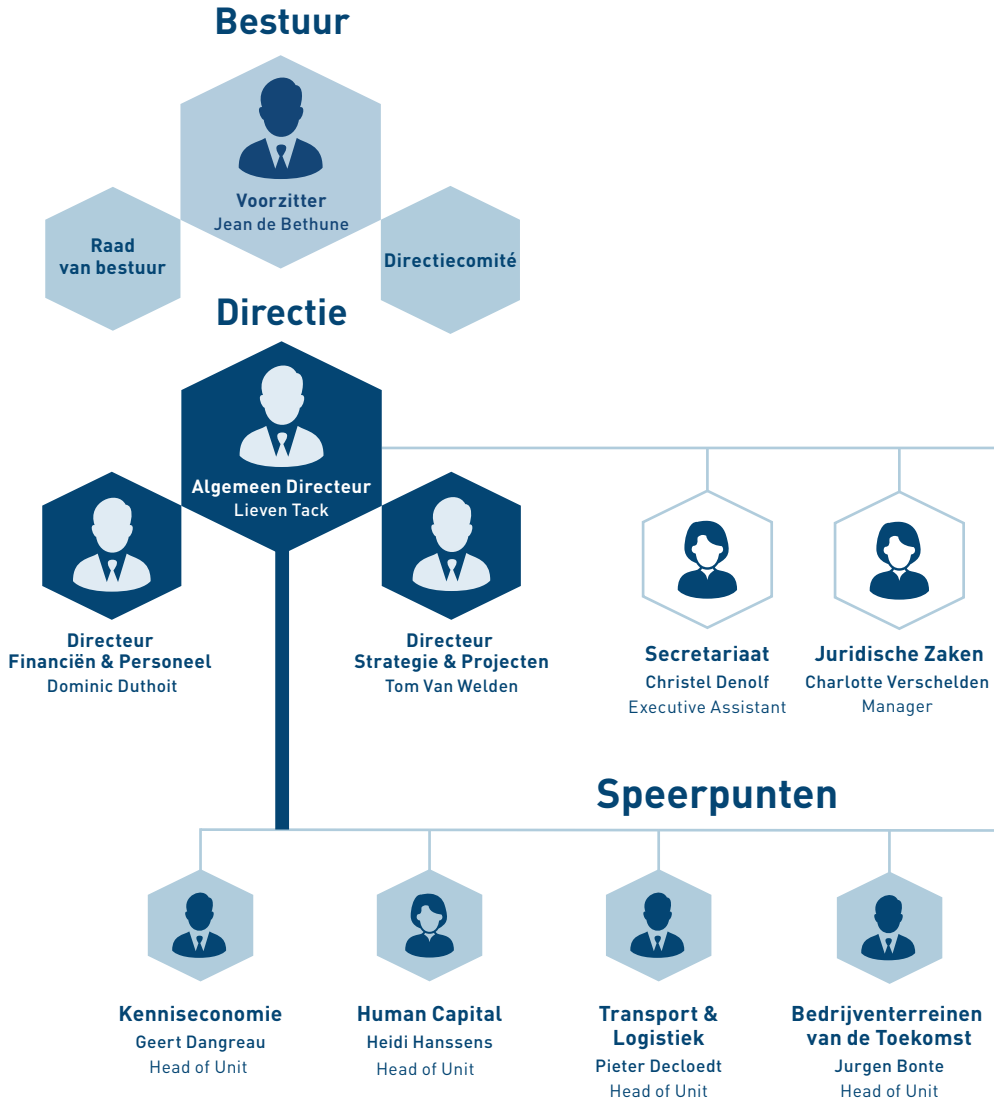 Bestuur
Voorzitter
Jean de Bethune
Raad
van bestuur
Directiecomité
Directie
Algemeen Directeur
Lieven Tack
Directeur
Financiën & Personeel
Dominic Duthoit
Directeur
Strategie & Projecten
Tom Van Welden
Secretariaat
Christel Denolf
Executive Assistant
Juridische Zaken
Charlotte Verschelden
Manager
Speerpunten
Kenniseconomie
Geert Dangreau
Head of Unit
Human Capital
Heidi Hanssens
Head of Unit
Transport &
Logistiek
Pieter Decloedt
Head of Unit
Bedrijventerreinen
van de Toekomst
Jurgen Bonte
Head of Unit